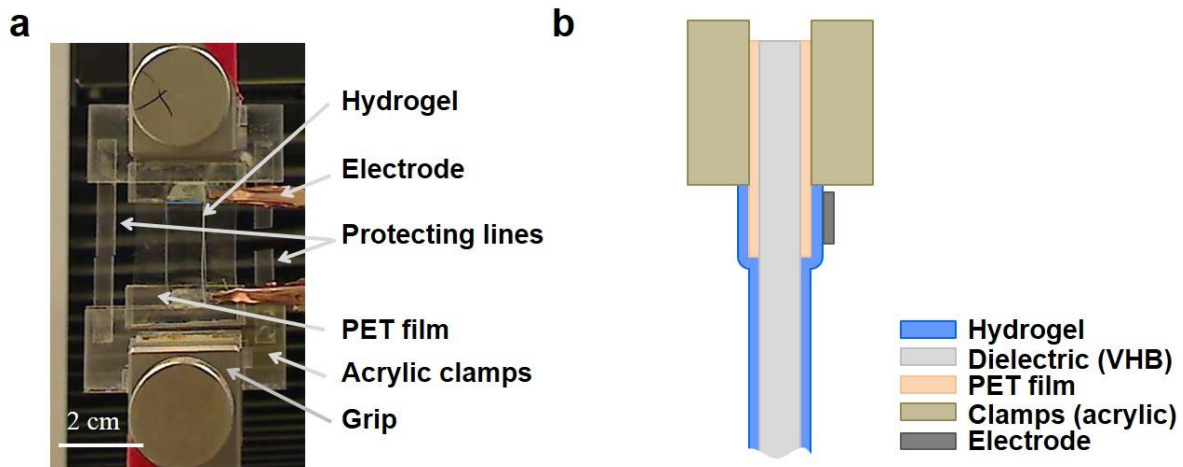 a
Hydrogel
Electrode
Protecting lines
PET film
Acrylic clamps
Grip
2 cm
b
Hydrogel
Dielectric (VHB)
PET film
Clamps (acrylic)
Electrode